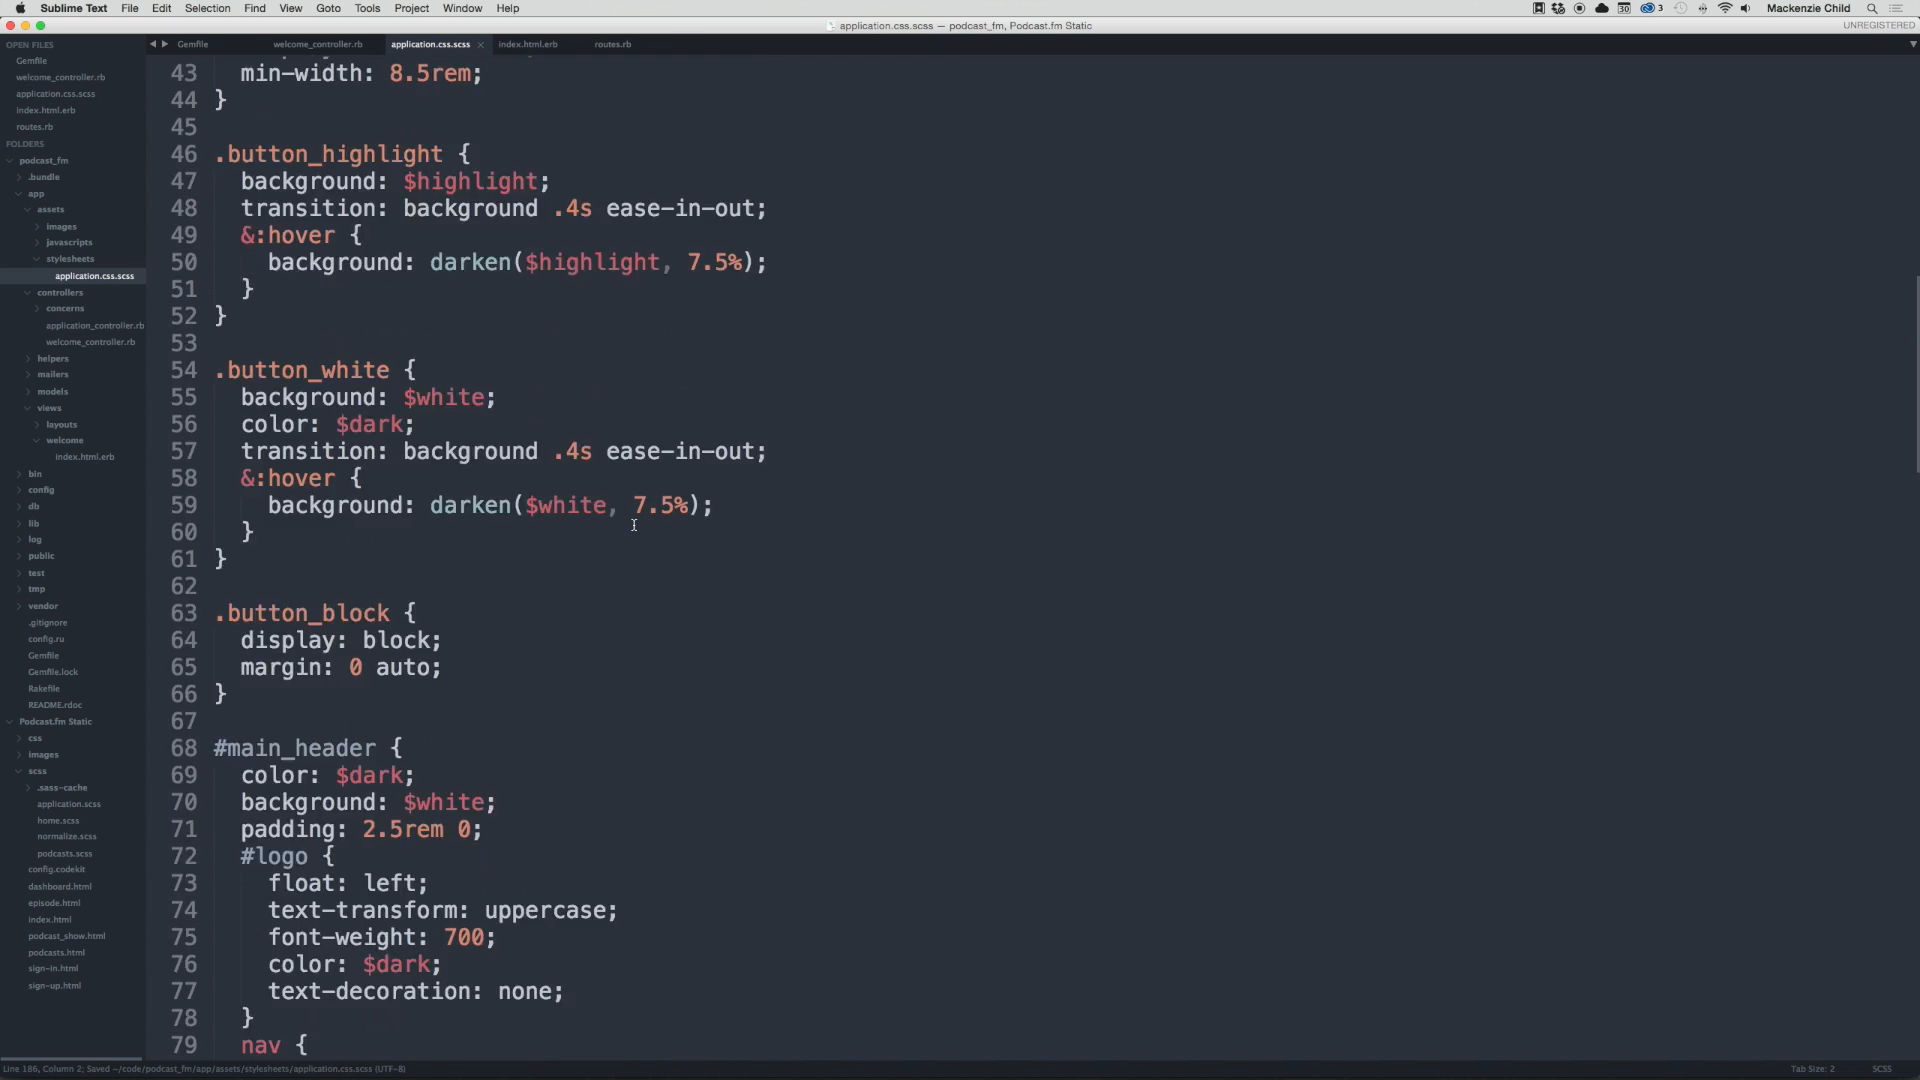 Sublime Text File Edit Selection Find View Goto Tools Project Window Help
30 3 Mackenzie Child
application.css.scss — podcast_fm, Podcast.fm Static
UNREGISTERED
OPEN FILES
Gemfile
welcome_controller.rb
application.css.scss
index.html.erb
routes.rb
FOLDERS
podcast_fm
.bundle
app
assets
images
javascripts
stylesheets
application.css.scss
controllers
concerns
application_controller.rb
welcome_controller.rb
helpers
mailers
models
views
layouts
welcome
index.html.erb
bin
config
db
lib
log
public
test
tmp
vendor
.gitignore
config.ru
Gemfile
Gemfile.lock
Rakefile
README.rdoc
Podcast.fm Static
css
images
scss
.sass-cache
application.scss
home.scss
normalize.scss
podcasts.scss
config.codekit
dashboard.html
episode.html
index.html
podcast_show.html
podcasts.html
sign-in.html
sign-up.html
Gemfile welcome_controller.rb application.css.scss index.html.erb routes.rb
43 min-width: 8.5rem;
44 }
45
46 .button_highlight {
47 background: $highlight;
48 transition: background .4s ease-in-out;
49 &:hover {
50 background: darken($highlight, 7.5%);
51 }
52 }
53
54 .button_white {
55 background: $white;
56 color: $dark;
57 transition: background .4s ease-in-out;
58 &:hover {
59 background: darken($white, 7.5%);
60 }
61 }
62
63 .button_block {
64 display: block;
65 margin: 0 auto;
66 }
67
68 #main_header {
69 color: $dark;
70 background: $white;
71 padding: 2.5rem 0;
72 #logo {
73 float: left;
74 text-transform: uppercase;
75 font-weight: 700;
76 color: $dark;
77 text-decoration: none;
78 }
79 nav {
Line 186, Column 2; Saved ~/code/podcast_fm/app/assets/stylesheets/application.css.scss (UTF-8)
Tab Size: 2 SCSS